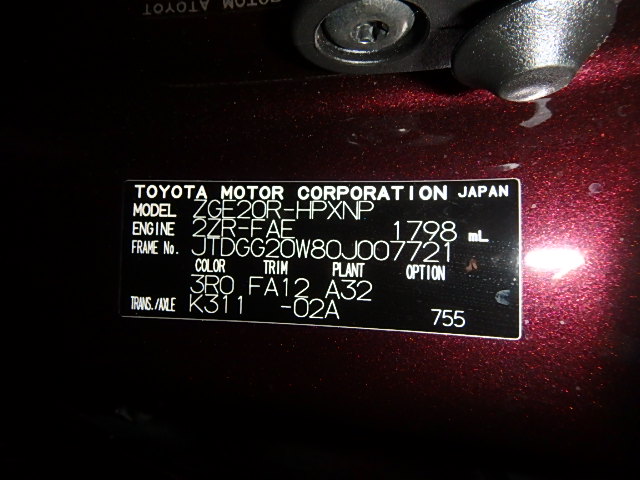 TOYOTA MOTOR CORPORATION JAPAN
MODEL ZGE20R-HPXNP
ENGINE 2ZR-FAE 1798 mL
FRAME No. JTDGG20W80J007721
COLOR TRIM PLANT OPTION
3R0 FA12 A32
TRANS./AXLE K311 -02A 755